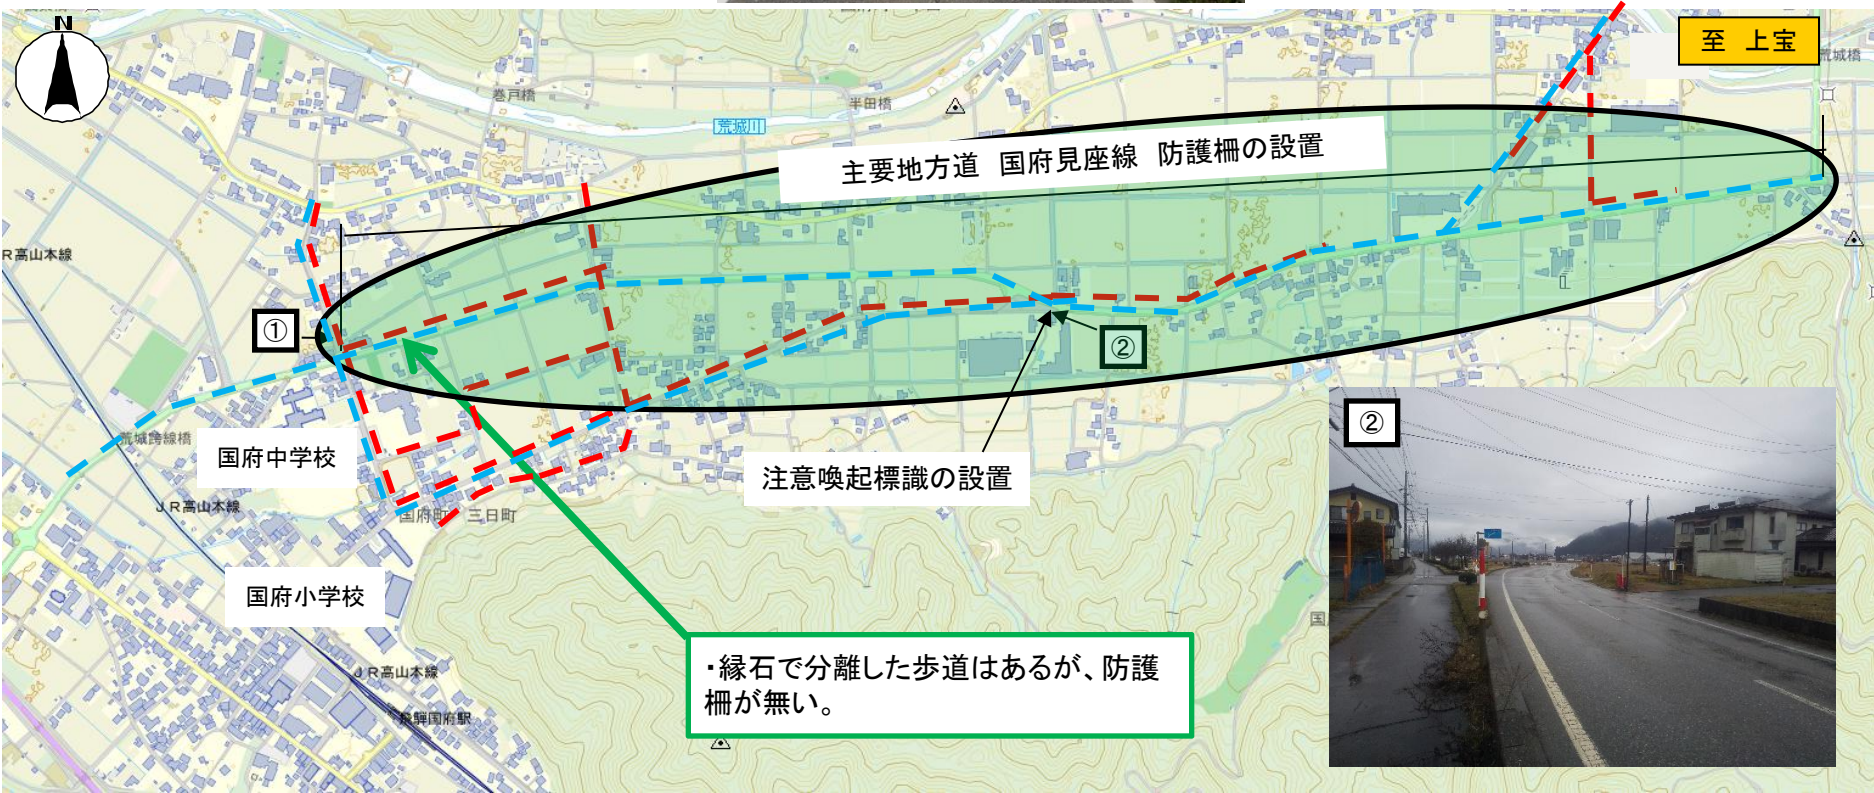 N
至 上宝
荒城橋
巻戸橋
半田橋
荒城川
主要地方道 国府見座線 防護柵の設置
R高山本線
①
②
荒城跨線橋
国府中学校
注意喚起標識の設置
②
JR高山本線
国府町 三日町
国府小学校
国
・縁石で分離した歩道はあるが、防護
柵が無い。
JR高山本線
飛騨国府駅